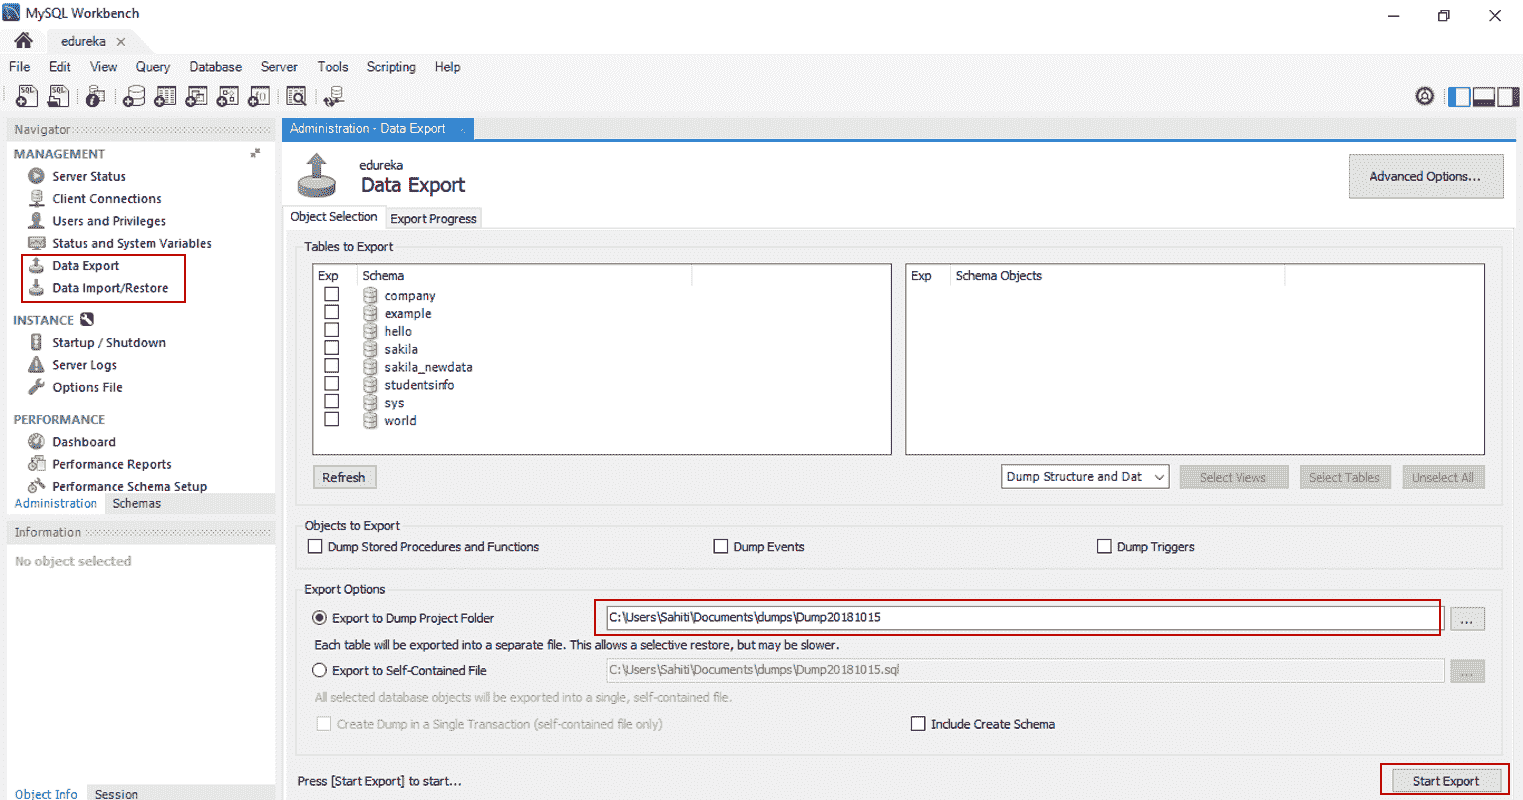 MySQL Workbench
edureka
File Edit View Query Database Server Tools Scripting Help
SQL SQL
Navigator
MANAGEMENT
Server Status
Client Connections
Users and Privileges
Status and System Variables
Data Export
Data Import/Restore
INSTANCE
Startup / Shutdown
Server Logs
Options File
PERFORMANCE
Dashboard
Performance Reports
Performance Schema Setup
Administration Schemas
Information
No object selected
Object Info Session
Administration - Data Export
edureka
Data Export
Advanced Options...
Object Selection Export Progress
Tables to Export
Exp Schema
company
example
hello
sakila
sakila_newdata
studentsinfo
sys
world
Exp Schema Objects
Refresh
Dump Structure and Dat
Select Views
Select Tables
Unselect All
Objects to Export
Dump Stored Procedures and Functions
Dump Events
Dump Triggers
Export Options
Export to Dump Project Folder
C:\Users\Sahiti\Documents\dumps\Dump20181015
...
Each table will be exported into a separate file. This allows a selective restore, but may be slower.
Export to Self-Contained File
C:\Users\Sahiti\Documents\dumps\Dump20181015.sql
...
All selected database objects will be exported into a single, self-contained file.
Create Dump in a Single Transaction (self-contained file only)
Include Create Schema
Press [Start Export] to start...
Start Export